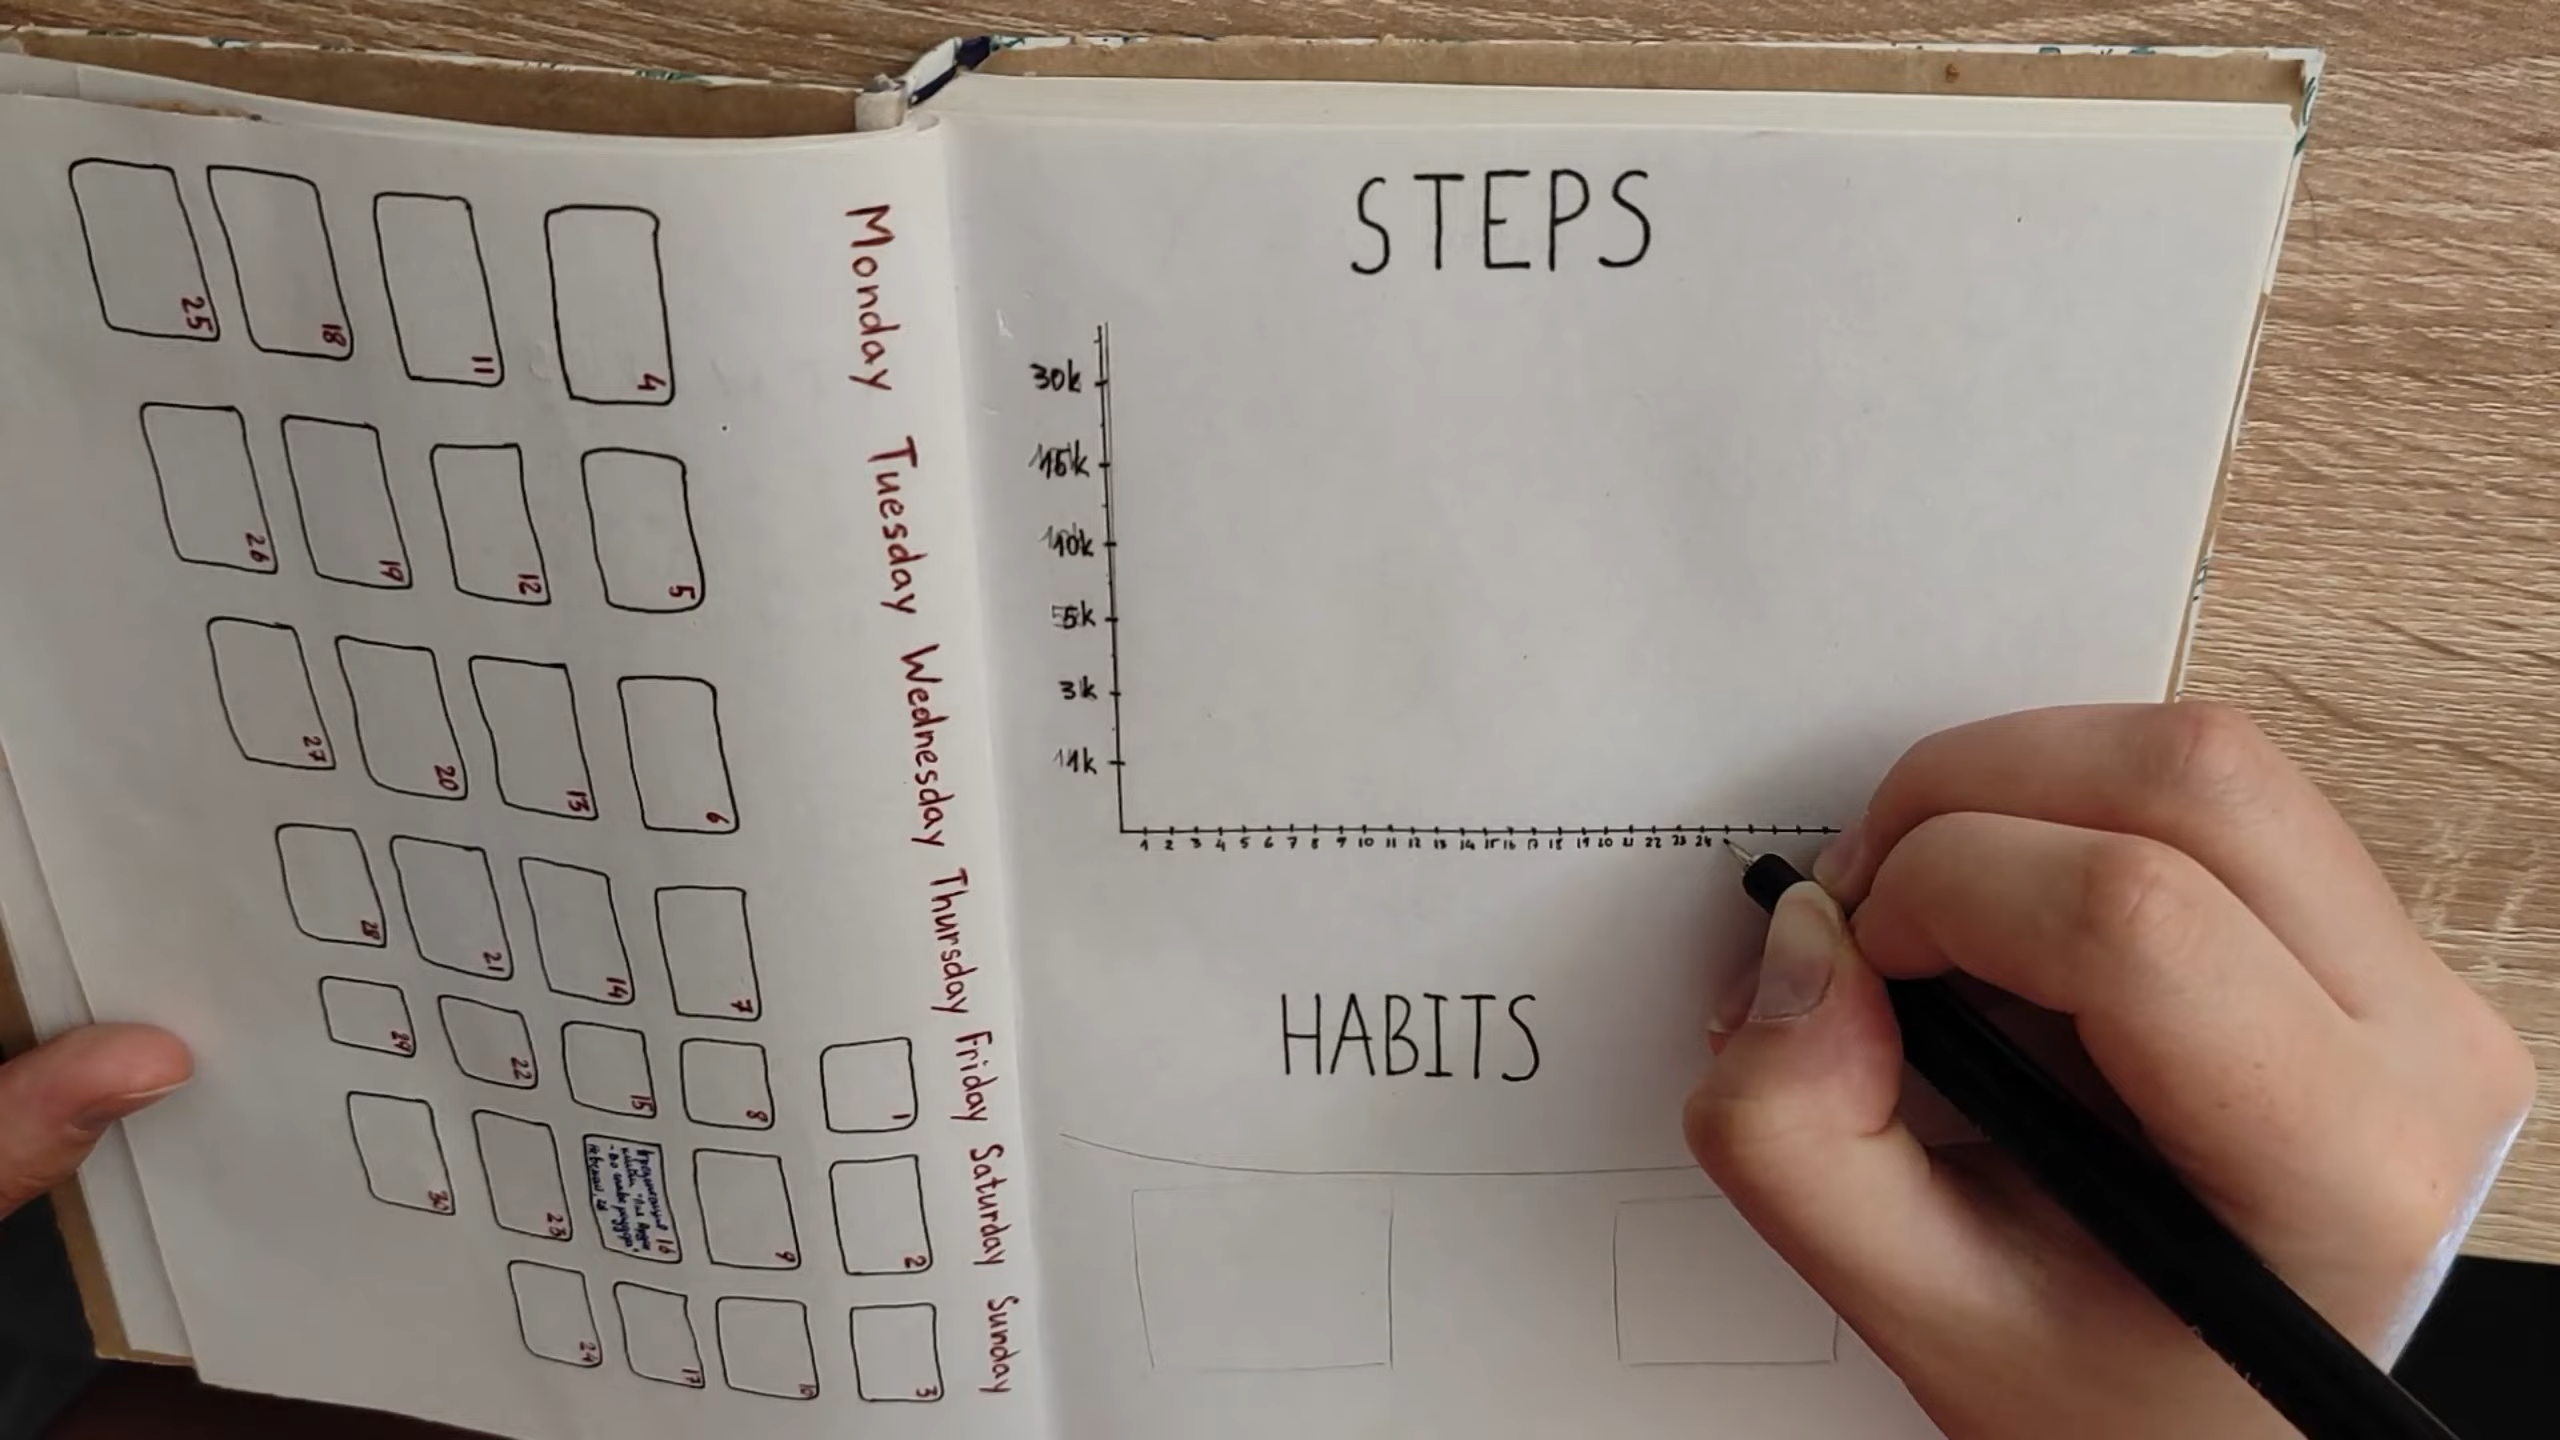 Monday Tuesday Wednesday Thursday Friday Saturday Sunday
1 2 3
4 5 6 7 8 9 10
11 12 13 14 15 16 17
18 19 20 21 22 23 24
25 26 27 28 29 30
STEPS
30k
15k
10k
5k
3k
1k
1 2 3 4 5 6 7 8 9 10 11 12 13 14 15 16 17 18 19 20 21 22 23 24
HABITS